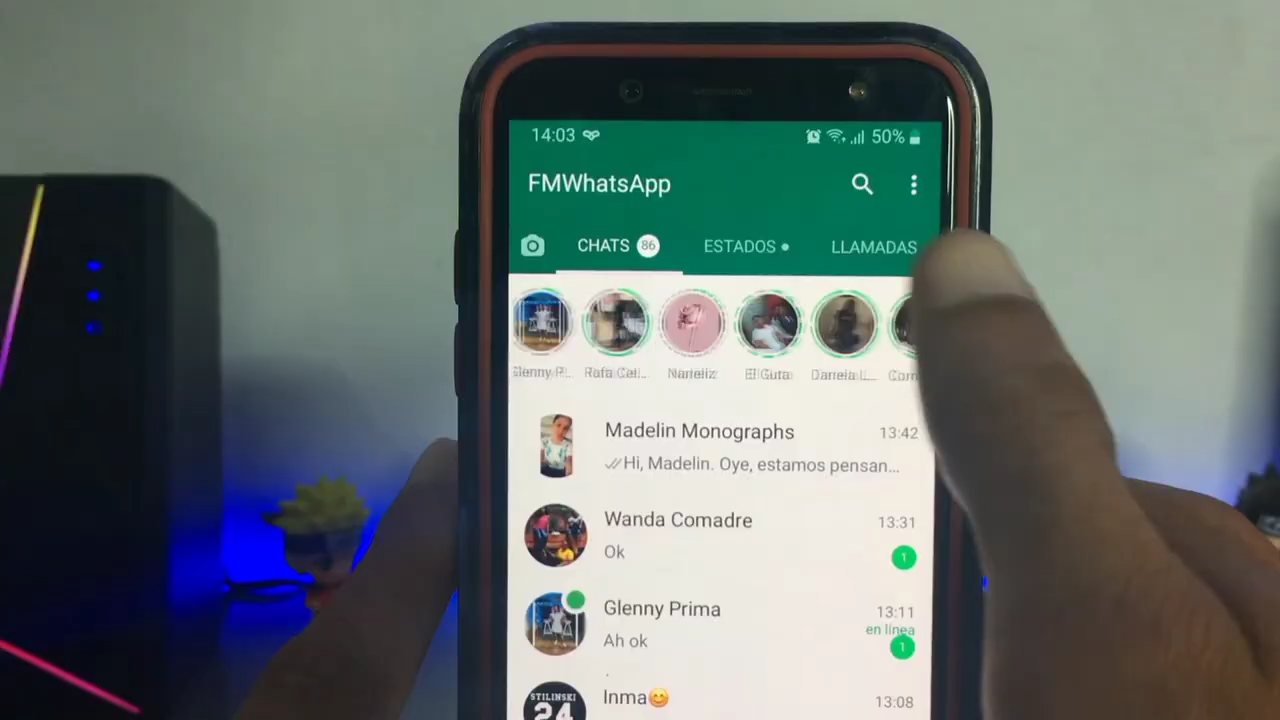 14:03
50%
FMWhatsApp
CHATS 86
ESTADOS
LLAMADAS
Glenny P...
Rafa Cel...
El Guta
Daniela L...
Madelin Monographs
13:42
Hi, Madelin. Oye, estamos pensan...
Wanda Comadre
13:31
Ok
1
Glenny Prima
13:11
en línea
Ah ok
1
Inma😊
13:08
STILINSKI
24